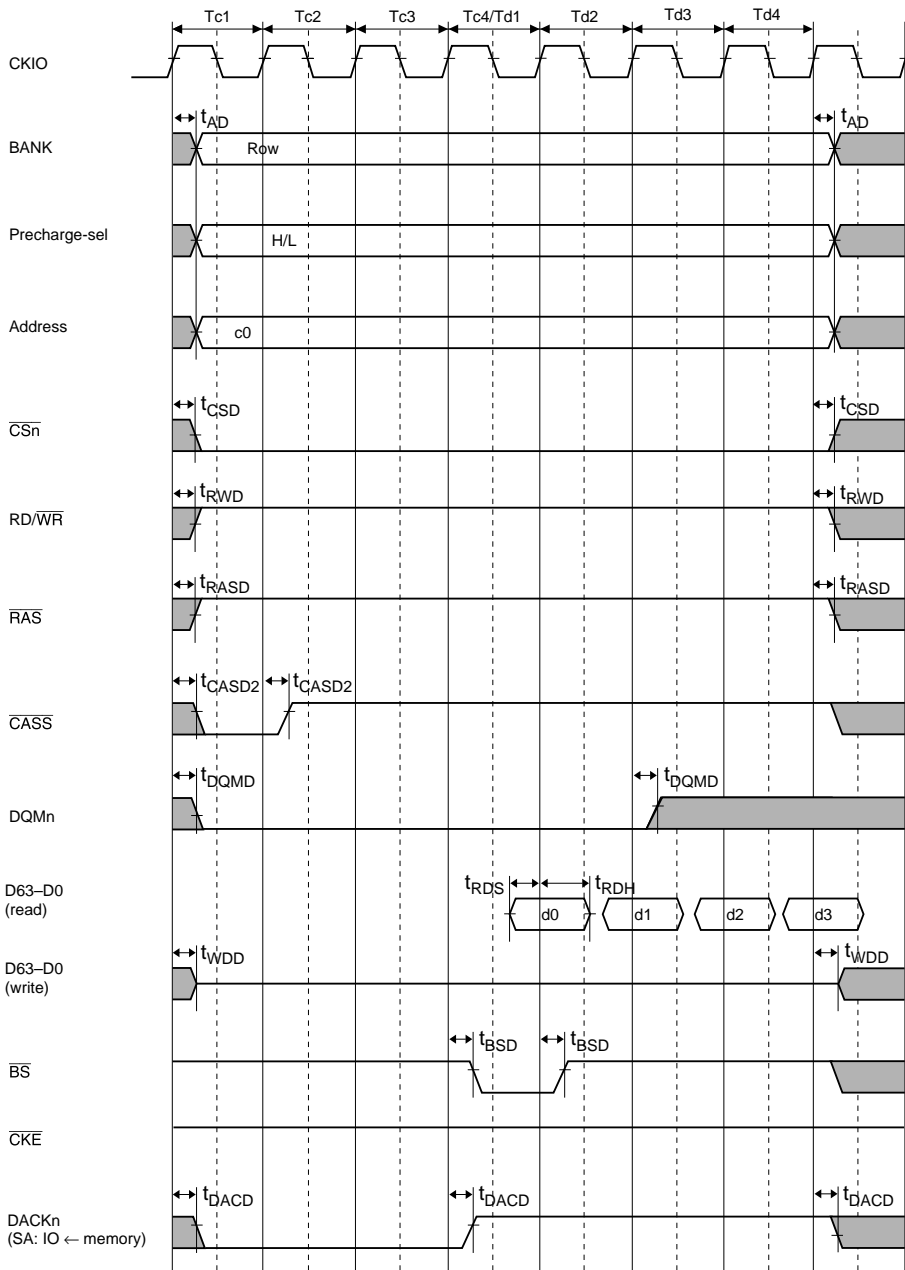 Tc1 Tc2 Tc3 Tc4/Td1 Td2 Td3 Td4
CKIO
tAD tAD
BANK Row
Precharge-sel H/L
Address c0
tCSD tCSD
CSn
tRWD tRWD
RD/WR
tRASD tRASD
RAS
tCASD2 tCASD2
CASS
tDQMD tDQMD
DQMn
D63–D0
(read)
tRDS tRDH
d0 d1 d2 d3
tWDD tWDD
D63–D0
(write)
tBSD tBSD
BS
CKE
tDACD tDACD tDACD
DACKn
(SA: IO ← memory)